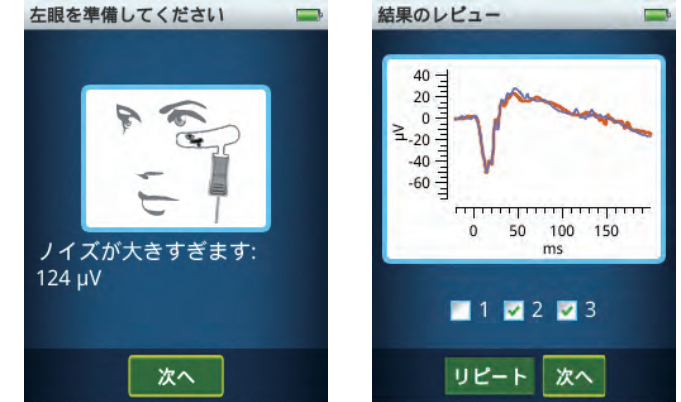 左眼を準備してください
ノイズが大きすぎます:
124 µV
次へ
結果のレビュー
40
20
0
-20
-40
-60
µV
0 50 100 150
ms
1 2 3
リピート 次へ